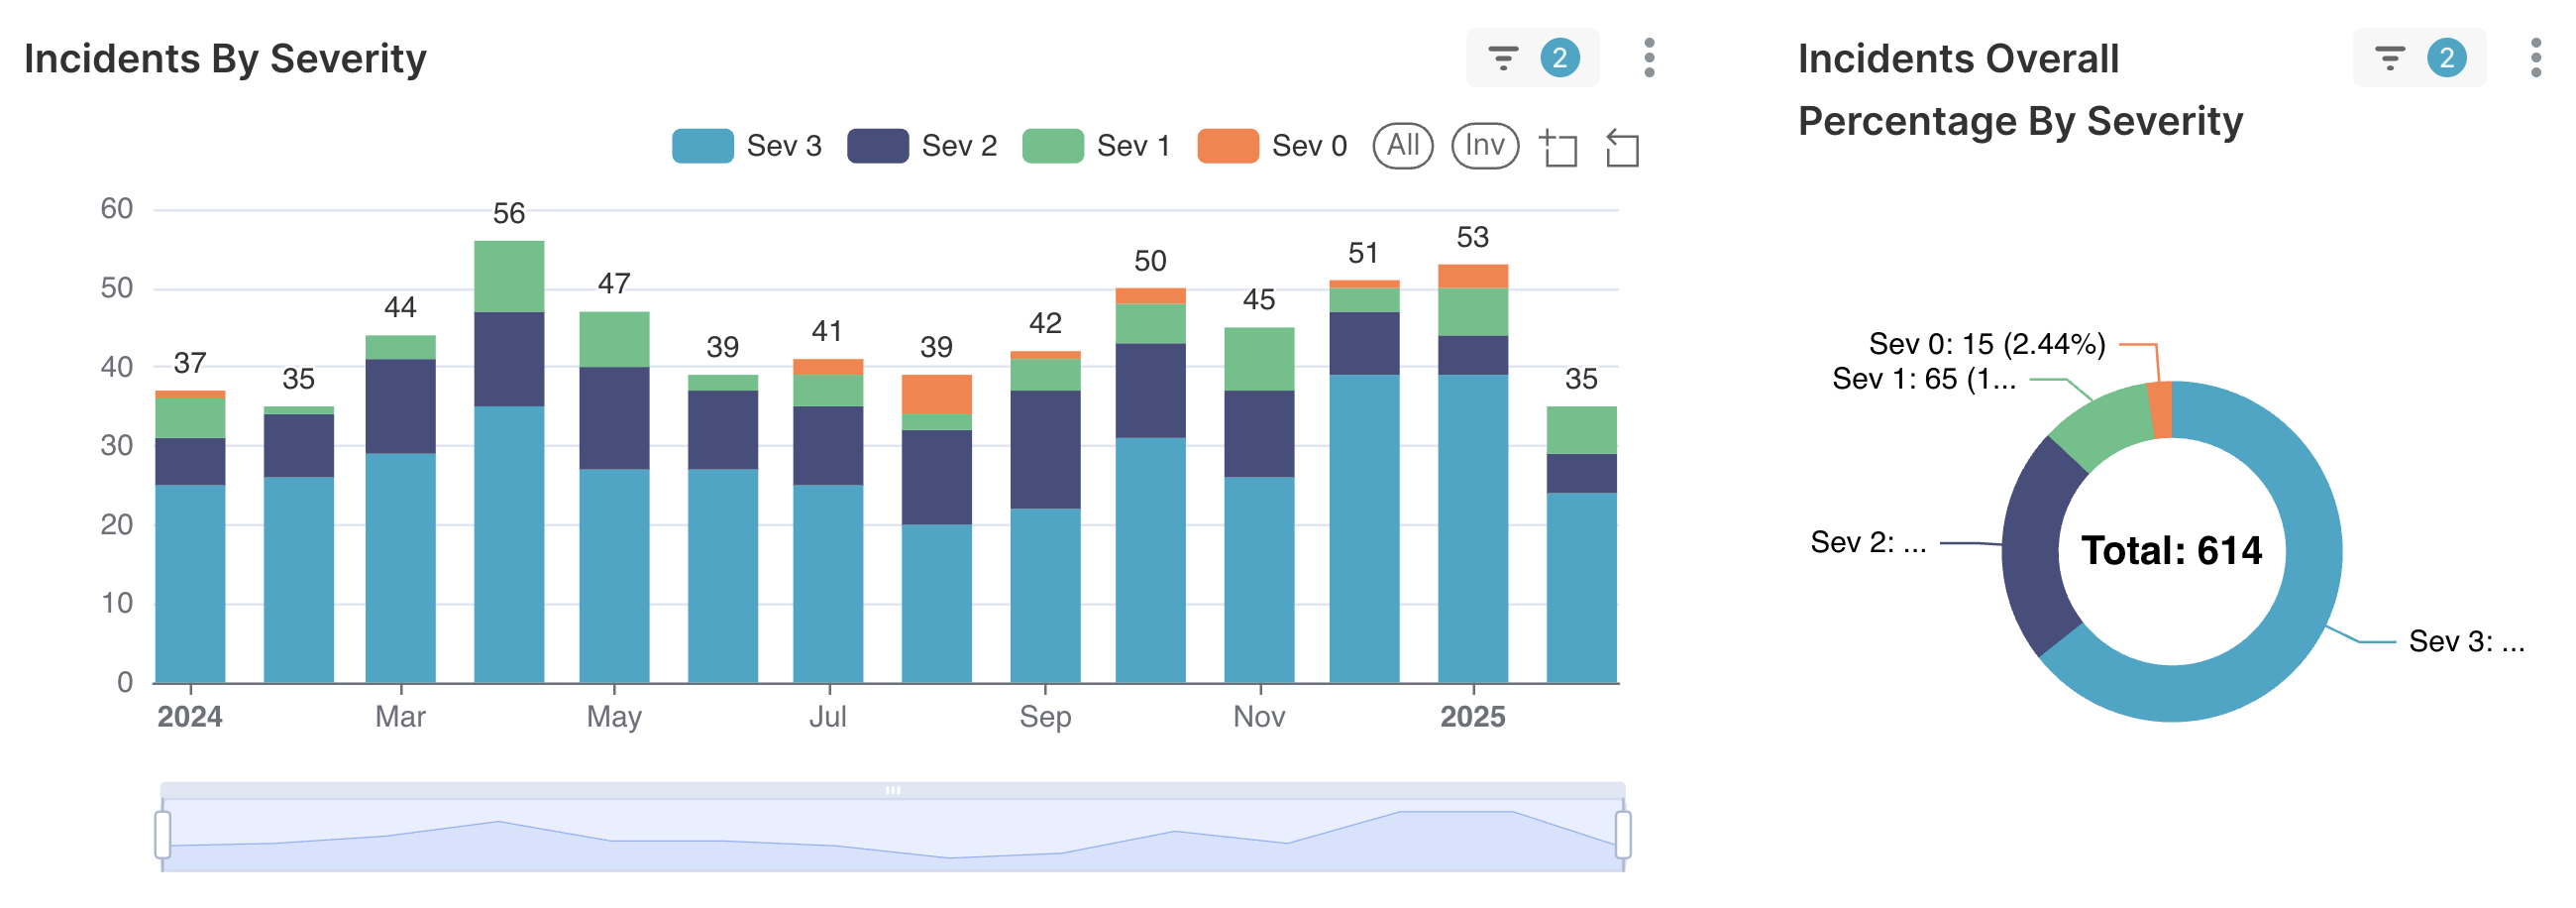 Incidents By Severity
2
Sev 3 Sev 2 Sev 1 Sev 0 All Inv
60
50
40
30
20
10
0
37
35
44
56
47
39
41
39
42
50
45
51
53
35
2024 Mar May Jul Sep Nov 2025
Incidents Overall
Percentage By Severity
2
Sev 0: 15 (2.44%)
Sev 1: 65 (1...
Sev 2: ...
Total: 614
Sev 3: ...